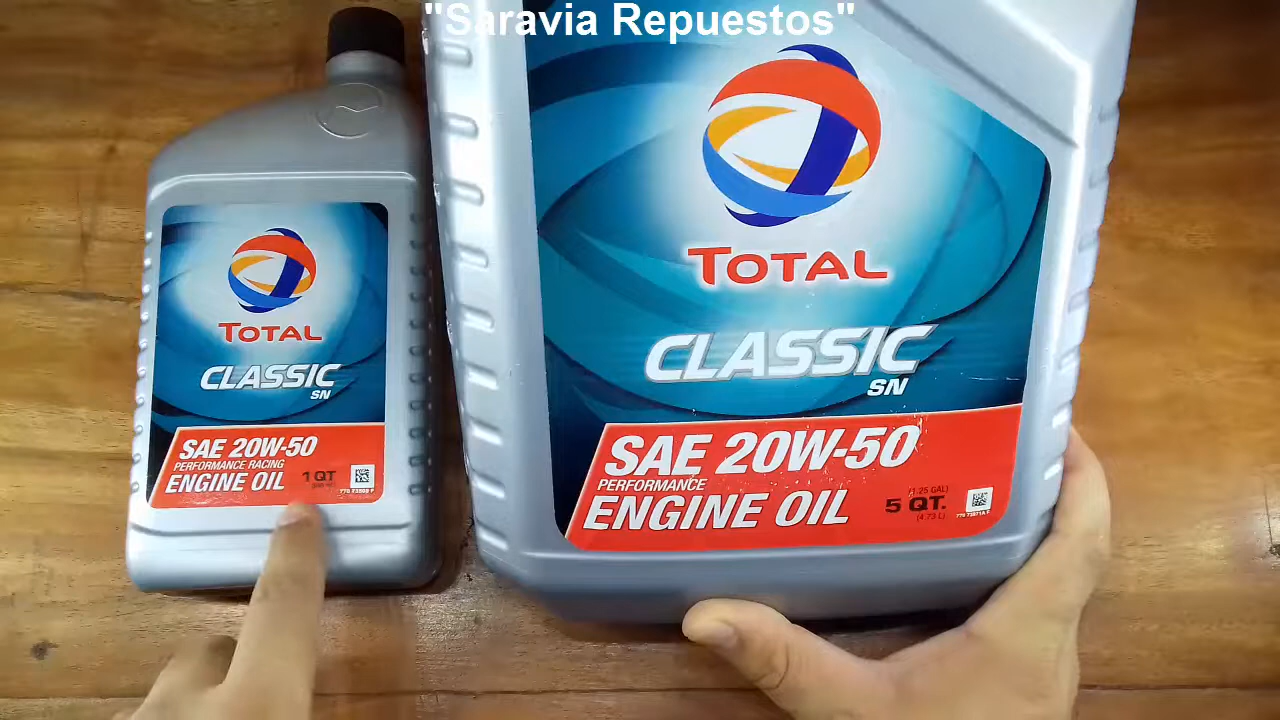 "Saravia Repuestos"
TOTAL
CLASSIC
SN
SAE 20W-50
PERFORMANCE RACING
ENGINE OIL
1 QT
TOTAL
CLASSIC
SN
SAE 20W-50
PERFORMANCE
ENGINE OIL
(1.25 GAL)
5 QT.
(4.73 L)